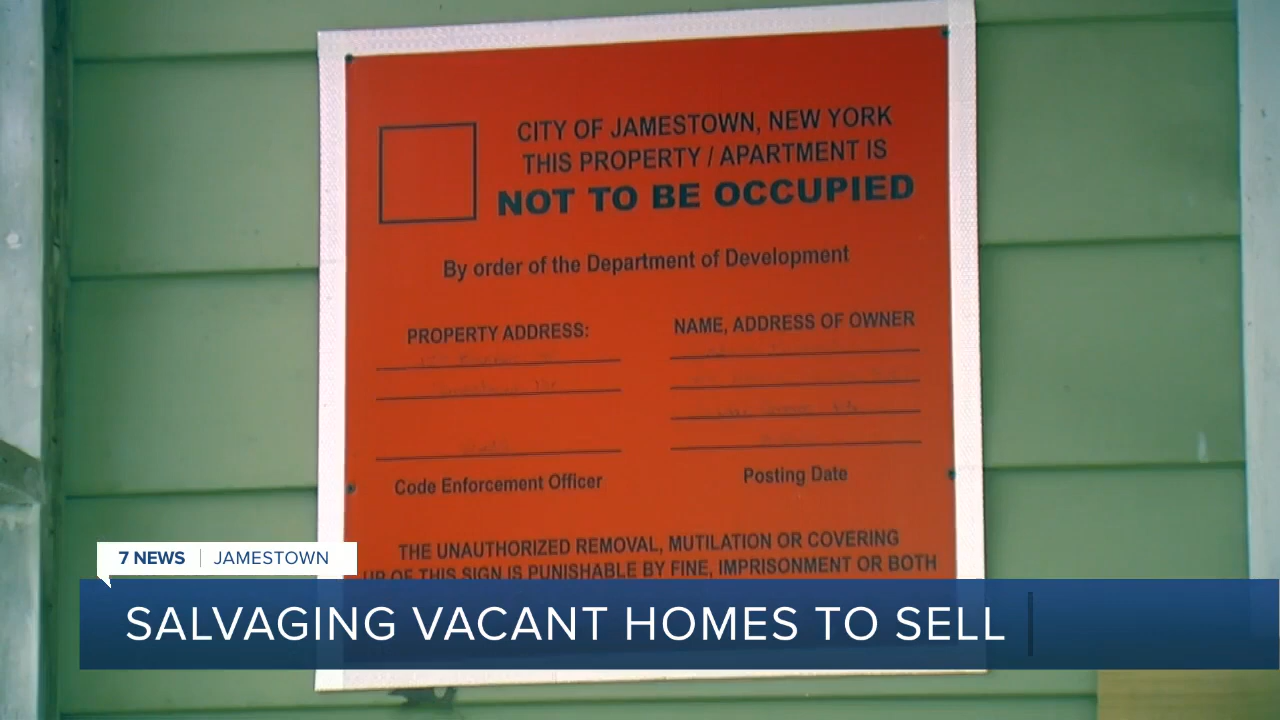 CITY OF JAMESTOWN, NEW YORK
THIS PROPERTY / APARTMENT IS
NOT TO BE OCCUPIED
By order of the Department of Development
PROPERTY ADDRESS:
NAME, ADDRESS OF OWNER
Code Enforcement Officer
Posting Date
THE UNAUTHORIZED REMOVAL, MUTILATION OR COVERING
UP OF THIS SIGN IS PUNISHABLE BY FINE, IMPRISONMENT OR BOTH
7 NEWS | JAMESTOWN
SALVAGING VACANT HOMES TO SELL